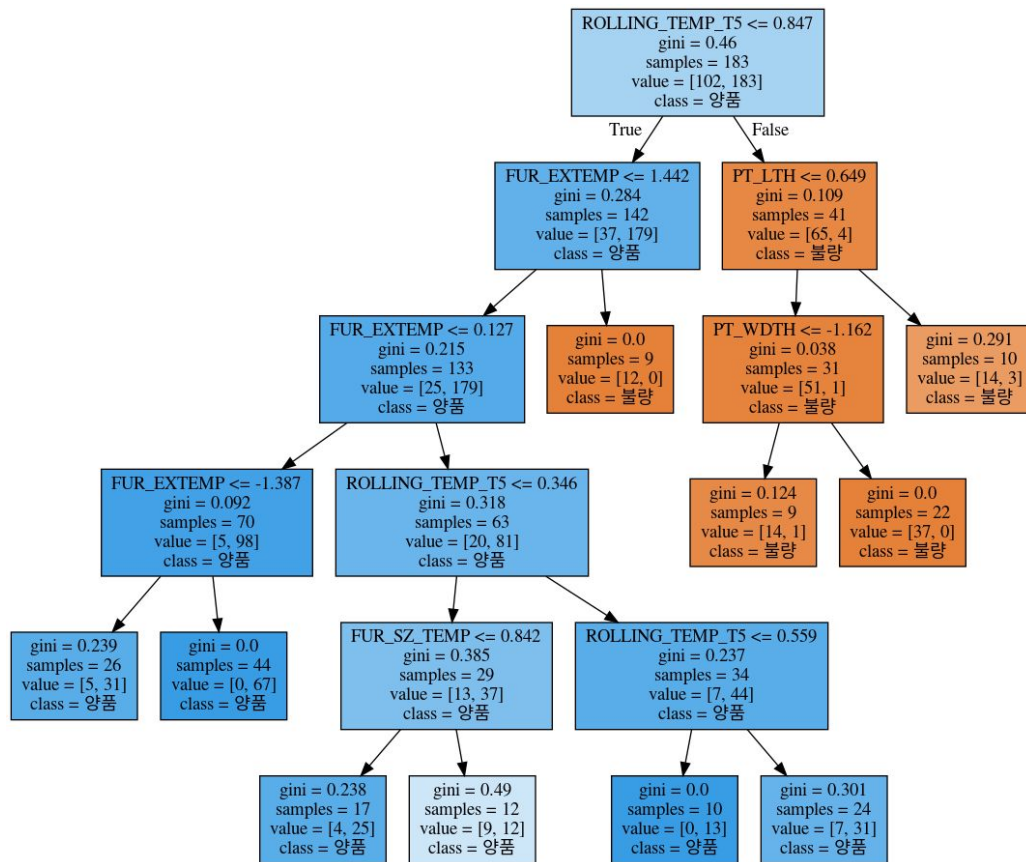 ROLLING_TEMP_T5 <= 0.847
gini = 0.46
samples = 183
value = [102, 183]
class = 양품
True
False
FUR_EXTEMP <= 1.442
gini = 0.284
samples = 142
value = [37, 179]
class = 양품
PT_LTH <= 0.649
gini = 0.109
samples = 41
value = [65, 4]
class = 불량
FUR_EXTEMP <= 0.127
gini = 0.215
samples = 133
value = [25, 179]
class = 양품
gini = 0.0
samples = 9
value = [12, 0]
class = 불량
PT_WDTH <= -1.162
gini = 0.038
samples = 31
value = [51, 1]
class = 불량
gini = 0.291
samples = 10
value = [14, 3]
class = 불량
FUR_EXTEMP <= -1.387
gini = 0.092
samples = 70
value = [5, 98]
class = 양품
ROLLING_TEMP_T5 <= 0.346
gini = 0.318
samples = 63
value = [20, 81]
class = 양품
gini = 0.124
samples = 9
value = [14, 1]
class = 불량
gini = 0.0
samples = 22
value = [37, 0]
class = 불량
gini = 0.239
samples = 26
value = [5, 31]
class = 양품
gini = 0.0
samples = 44
value = [0, 67]
class = 양품
FUR_SZ_TEMP <= 0.842
gini = 0.385
samples = 29
value = [13, 37]
class = 양품
ROLLING_TEMP_T5 <= 0.559
gini = 0.237
samples = 34
value = [7, 44]
class = 양품
gini = 0.238
samples = 17
value = [4, 25]
class = 양품
gini = 0.49
samples = 12
value = [9, 12]
class = 양품
gini = 0.0
samples = 10
value = [0, 13]
class = 양품
gini = 0.301
samples = 24
value = [7, 31]
class = 양품